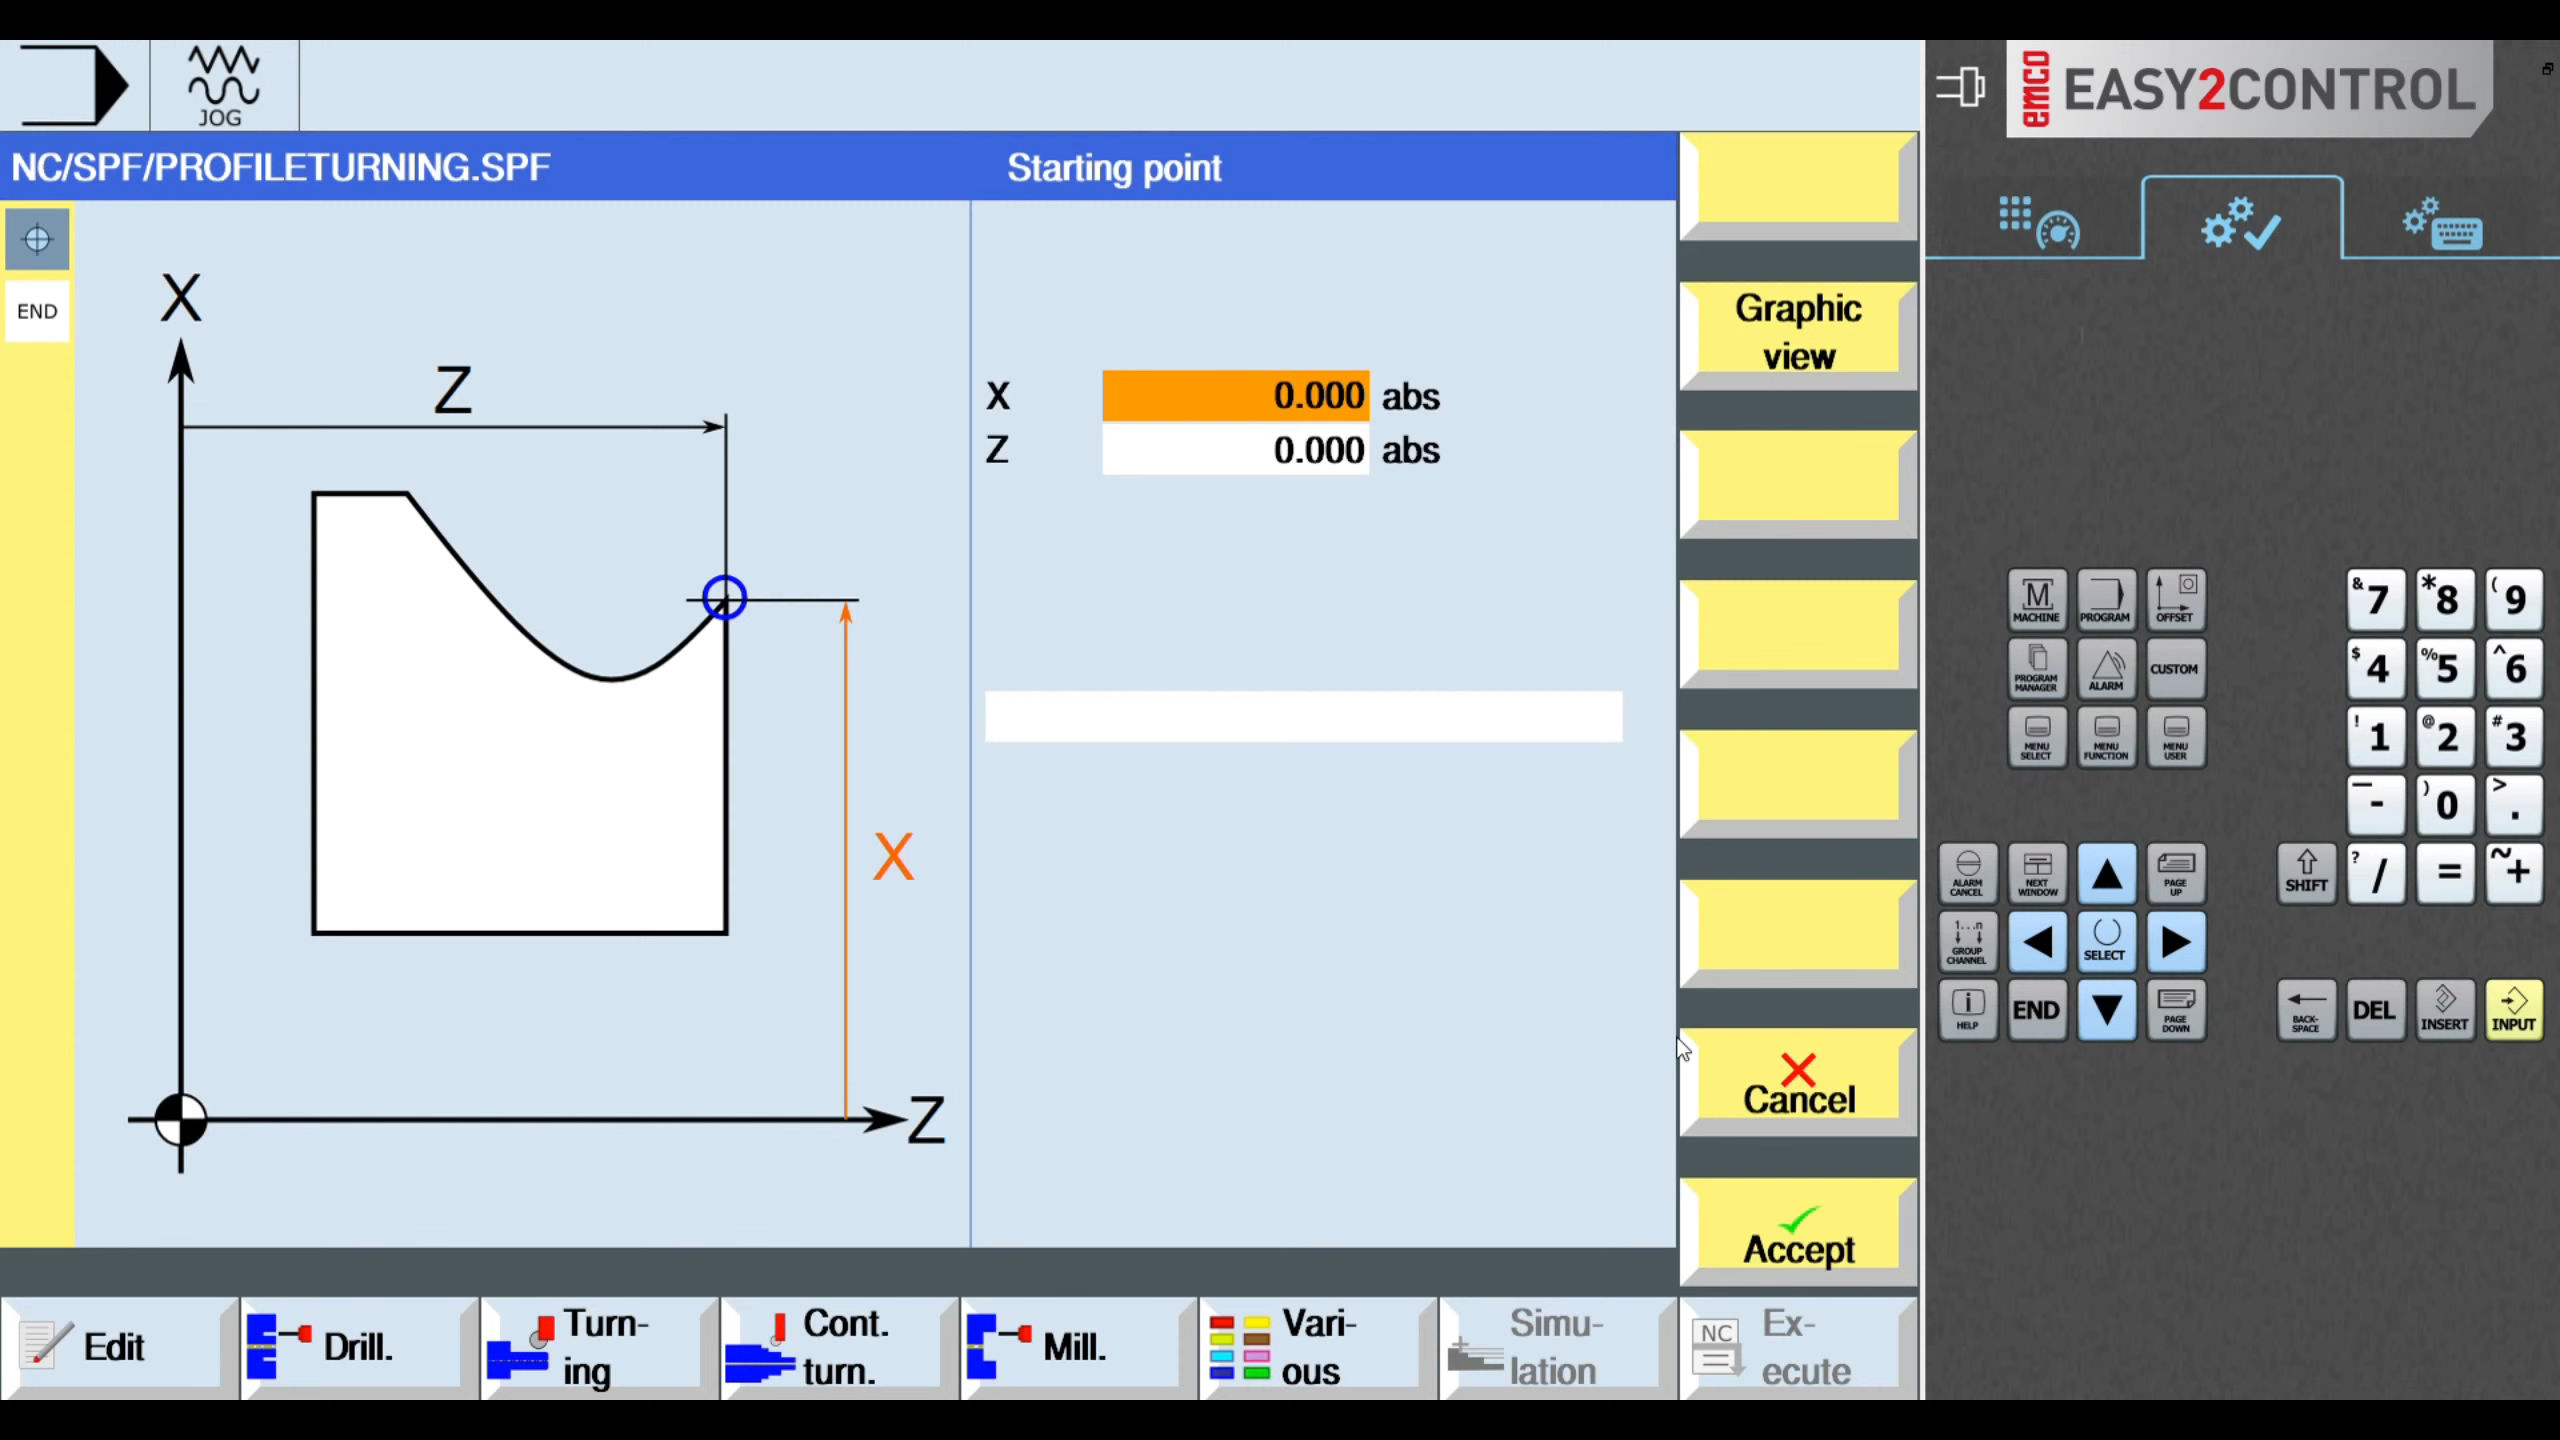 JOG
emco EASY2CONTROL
NC/SPF/PROFILETURNING.SPF Starting point
END
X
Z
X 0.000 abs
Z 0.000 abs
X
Z
Graphic
view
Cancel
Accept
Edit
Drill.
Turn-
ing
Cont.
turn.
Mill.
Vari-
ous
Simu-
lation
NC
Ex-
ecute
M
MACHINE
PROGRAM
OFFSET
PROGRAM
MANAGER
ALARM
CUSTOM
MENU
SELECT
MENU
FUNCTION
MENU
USER
& 7 * 8 ( 9
$ 4 % 5 ^ 6
! 1 @ 2 # 3
_ - ) 0 > .
SHIFT ? / = ~ +
ALARM
CANCEL
NEXT
WINDOW
PAGE
UP
1...n
GROUP
CHANNEL
SELECT
i
HELP
END
PAGE
DOWN
BACK-
SPACE
DEL
INSERT
INPUT